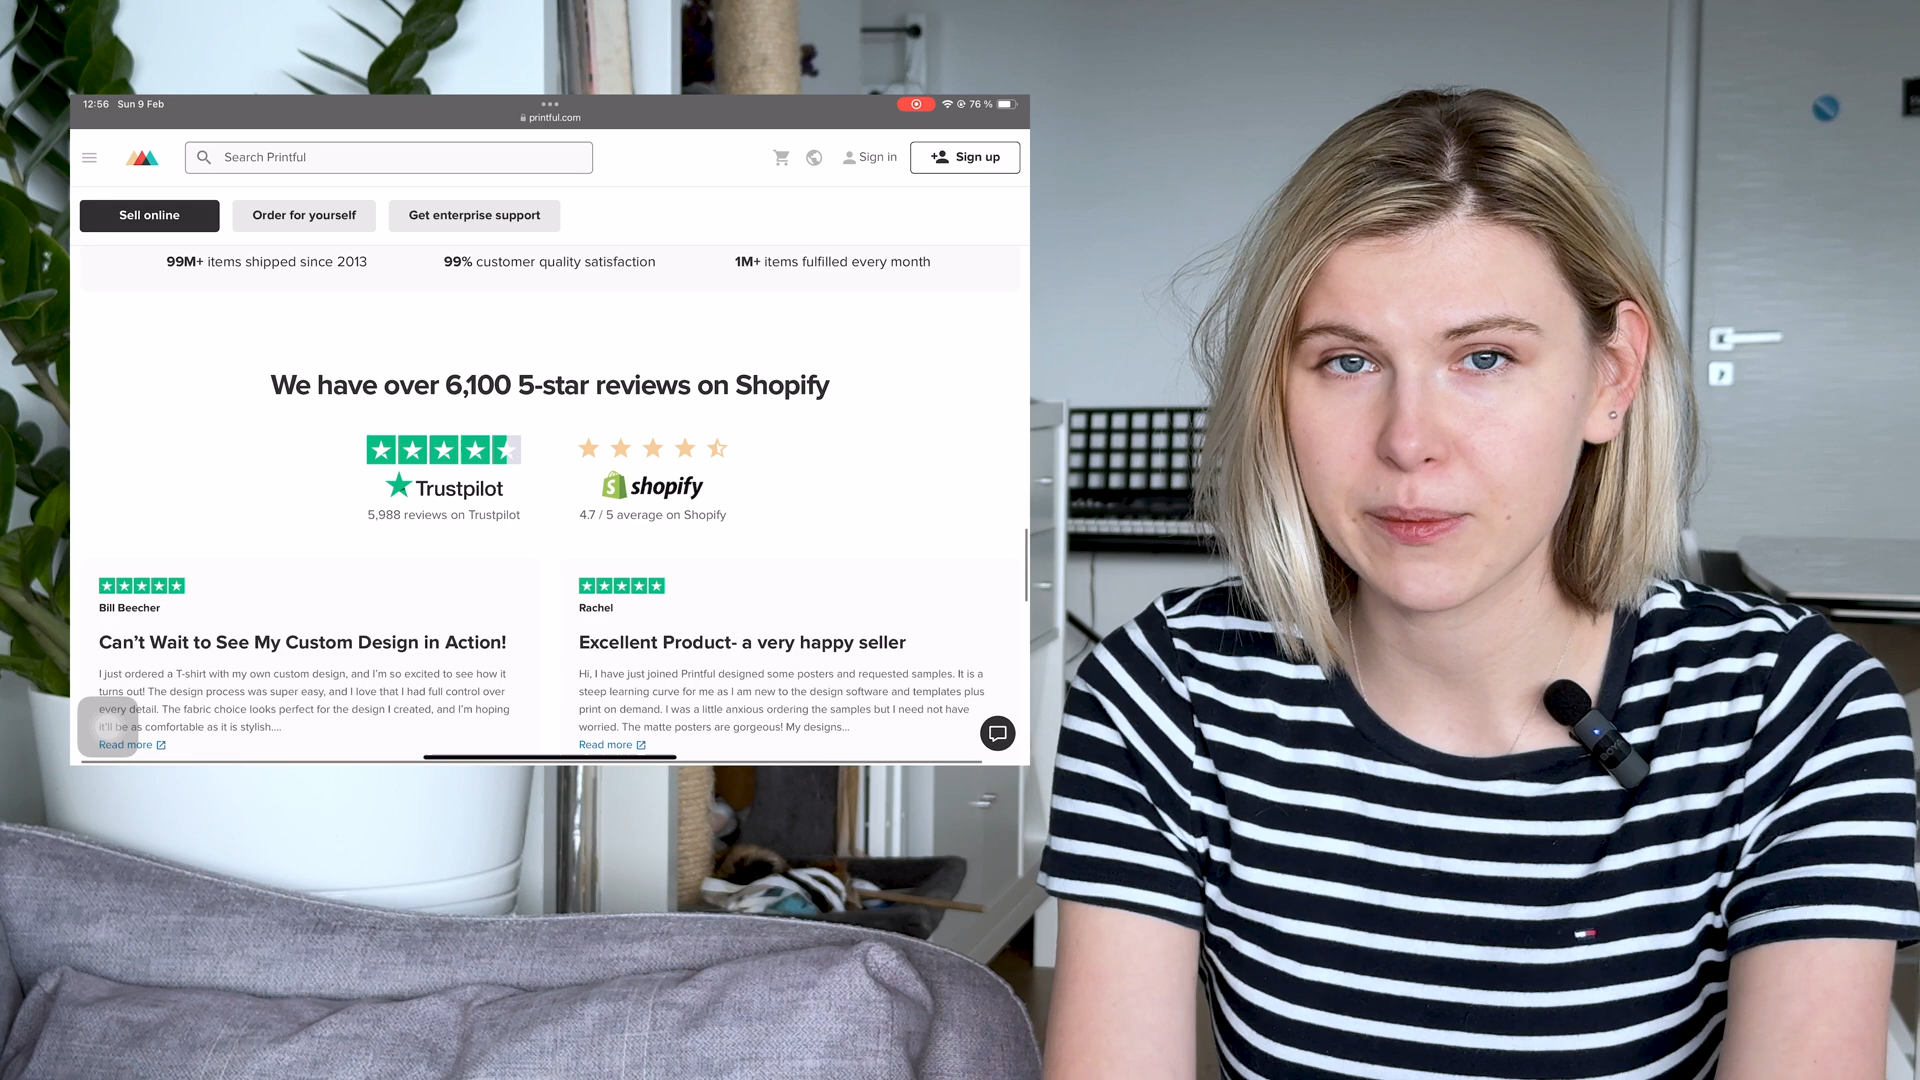 12:56 Sun 9 Feb
76 %
printful.com
Search Printful
Sign in
Sign up
Sell online
Order for yourself
Get enterprise support
99M+ items shipped since 2013
99% customer quality satisfaction
1M+ items fulfilled every month
We have over 6,100 5-star reviews on Shopify
Trustpilot
shopify
5,988 reviews on Trustpilot
4.7 / 5 average on Shopify
Bill Beecher
Can't Wait to See My Custom Design in Action!
I just ordered a T-shirt with my own custom design, and I'm so excited to see how it
turns out! The design process was super easy, and I love that I had full control over
every detail. The fabric choice looks perfect for the design I created, and I'm hoping
it'll be as comfortable as it is stylish....
Read more
Rachel
Excellent Product- a very happy seller
Hi, I have just joined Printful designed some posters and requested samples. It is a
steep learning curve for me as I am new to the design software and templates plus
print on demand. I was a little anxious ordering the samples but I need not have
worried. The matte posters are gorgeous! My designs...
Read more
BOYA